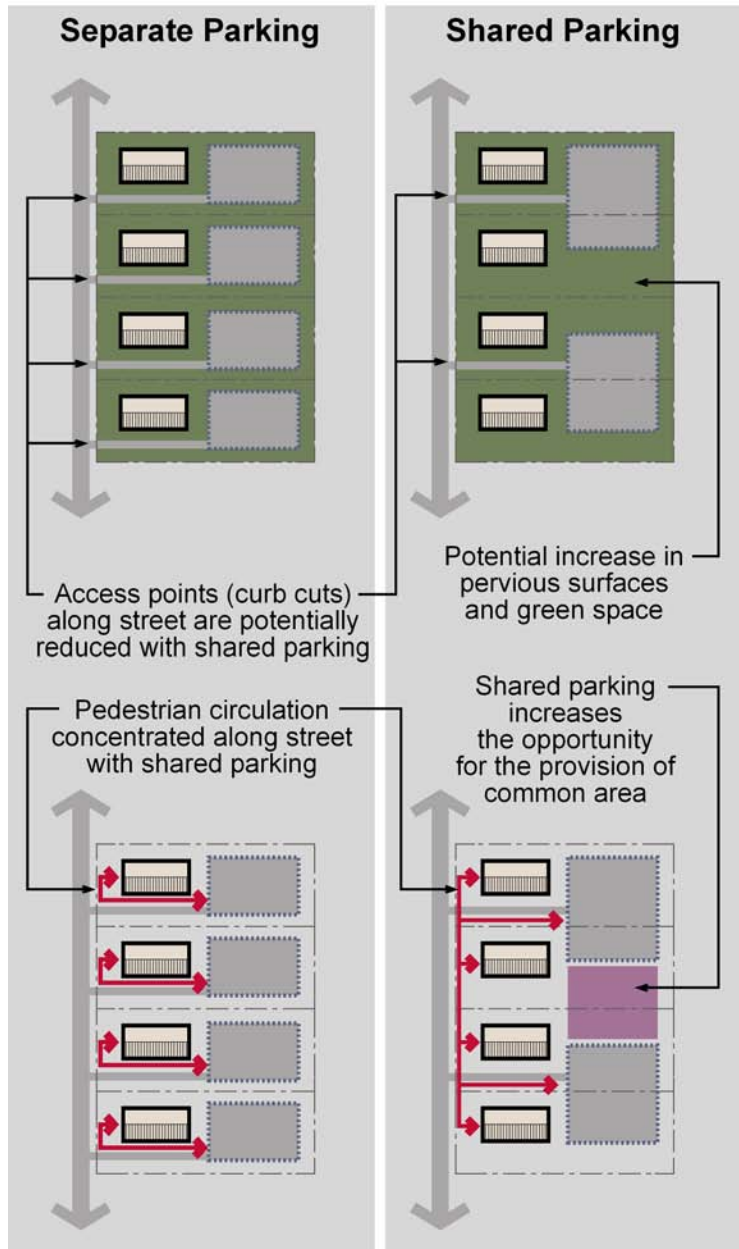 Separate Parking
Shared Parking
Access points (curb cuts)
along street are potentially
reduced with shared parking
Potential increase in
pervious surfaces
and green space
Pedestrian circulation
concentrated along street
with shared parking
Shared parking
increases
the opportunity
for the provision of
common area